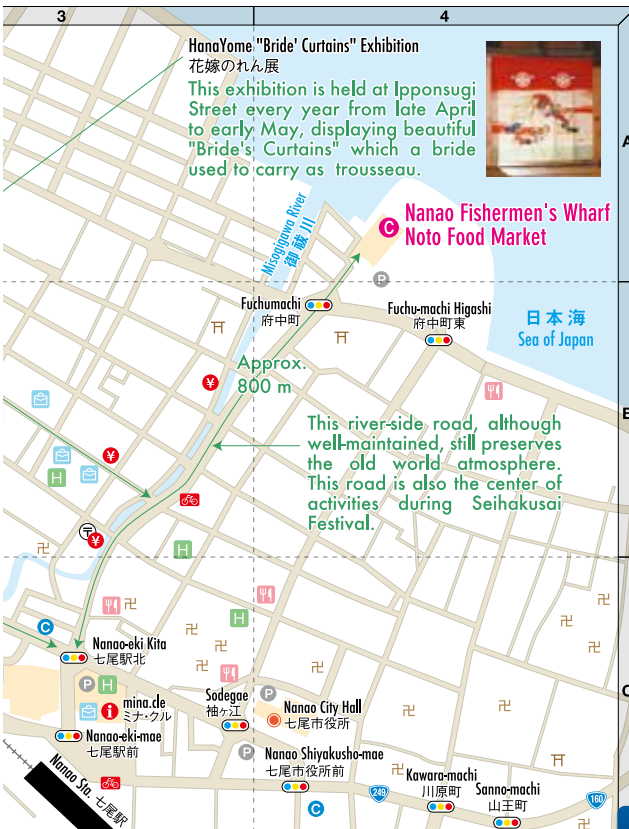 3
4
HanaYome "Bride' Curtains" Exhibition
花嫁のれん展
This exhibition is held at Ipponsugi
Street every year from late April
to early May, displaying beautiful
"Bride's Curtains" which a bride
used to carry as trousseau.
A
C Nanao Fishermen's Wharf
Noto Food Market
Misogigawa River
御祓川
P
Fuchumachi
府中町
Fuchu-machi Higashi
府中町東
日本海
Sea of Japan
Approx.
800 m
¥
B
This river-side road, although
well-maintained, still preserves
the old world atmosphere.
This road is also the center of
activities during Seihakusai
Festival.
¥
H
〒
¥
H
H
C
Nanao-eki Kita
七尾駅北
C
P H
mina.cle
ミナ・クル
i
Sodegae
袖ヶ江
P
Nanao City Hall
七尾市役所
Nanao-eki-mae
七尾駅前
P
Nanao Shiyakusho-mae
七尾市役所前
Nanao Sta. 七尾駅
249
Kawara-machi
川原町
Sanno-machi
山王町
160
C